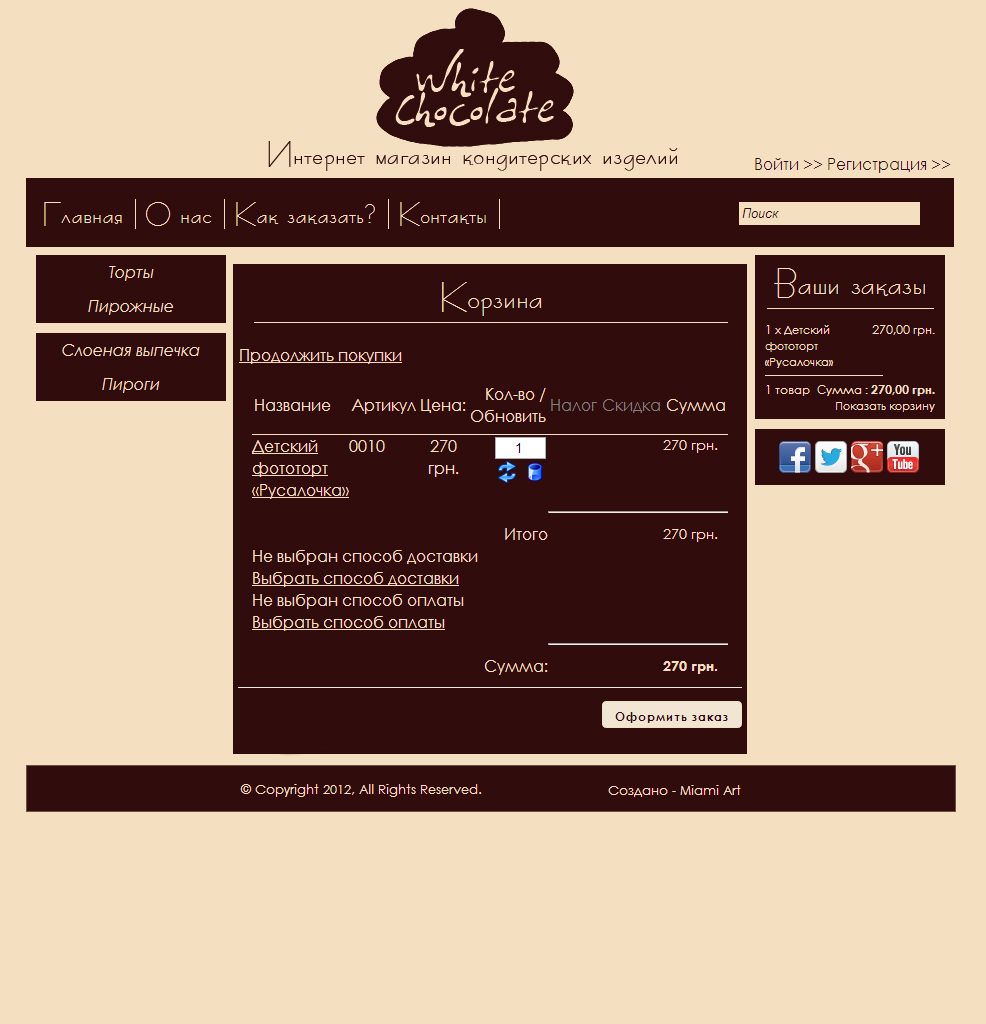 White
Chocolate
Интернет магазин кондитерских изделий
Войти >> Регистрация >>
Главная
О нас
Как заказать?
Контакты
Поиск
Торты
Пирожные
Слоеная выпечка
Пироги
Корзина
Продолжить покупки
Название Артикул Цена: Кол-во / Обновить Налог Скидка Сумма
Детский 0010 270 1 270 грн.
фототорт грн.
«Русалочка»
Итого 270 грн.
Не выбран способ доставки
Выбрать способ доставки
Не выбран способ оплаты
Выбрать способ оплаты
Сумма: 270 грн.
Оформить заказ
Ваши заказы
1 x Детский 270,00 грн.
фототорт
«Русалочка»
1 товар Сумма : 270,00 грн.
Показать корзину
f g+ You
Tube
© Copyright 2012, All Rights Reserved.
Создано - Miami Art